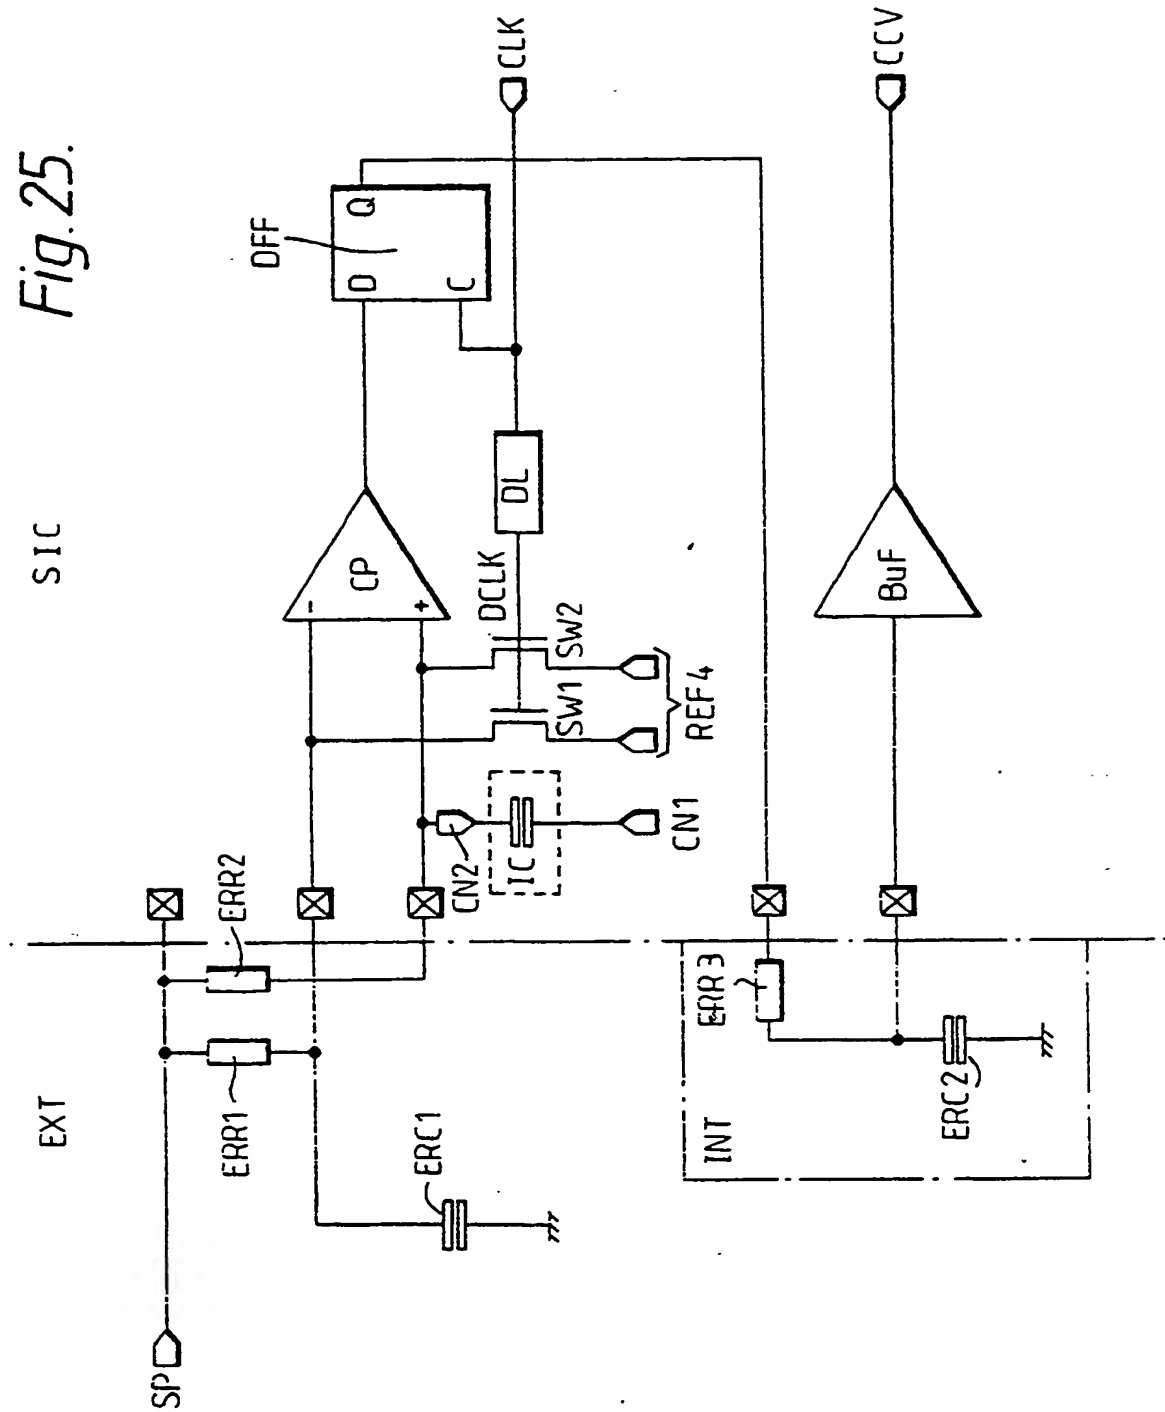 Fig. 25.
SIC
EXT
SP
ERR1
ERR2
ERC1
CP
-
+
DFF
D
Q
C
CLK
DL
DCLK
SW1
SW2
REF4
CN2
IC
CN1
INT
ERR3
ERC2
BuF
CCV